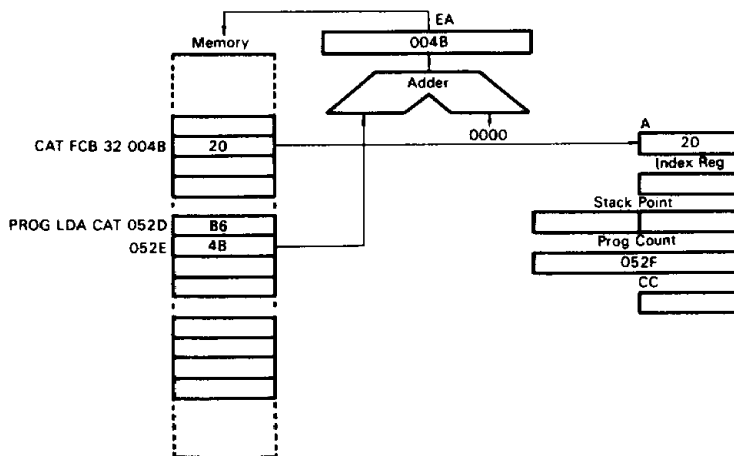 EA
Memory
004B
Adder
0000
A
CAT FCB 32 004B
20
20
Index Reg
Stack Point
PROG LDA CAT 052D
B6
Prog Count
052E
4B
052F
CC